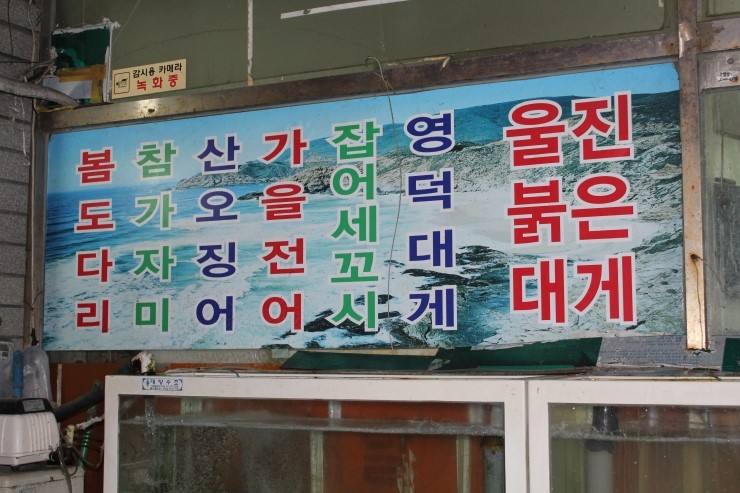 감시용 카메라
녹화중
봄도다리
참가자미
산오징어
가을전어
잡어세꼬시
영덕대게
울진
붉은
대게